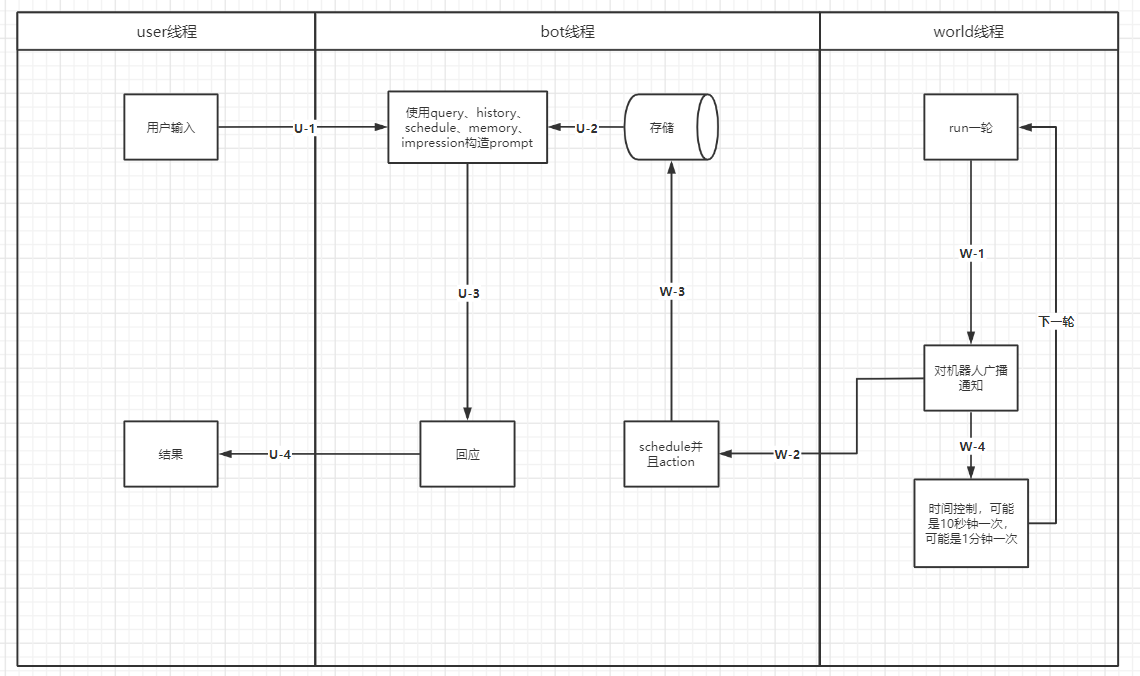 user线程
bot线程
world线程
用户输入
U-1
使用query、history、
schedule、memory、
impression构造prompt
U-2
存储
run一轮
W-1
U-3
W-3
下一轮
对机器人广播
通知
结果
U-4
回应
schedule并
且action
W-2
W-4
时间控制，可能
是10秒钟一次，
可能是1分钟一次